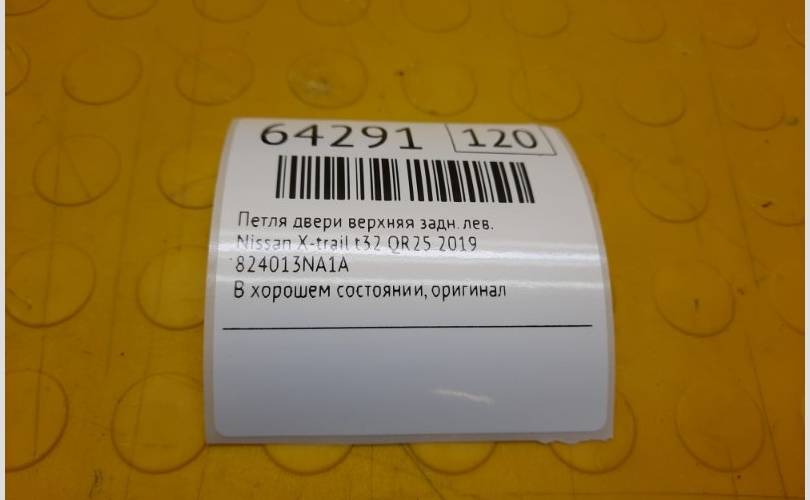 64291 120
Петля двери верхняя задн. лев.
Nissan X-trail t32 QR25 2019
824013NA1A
В хорошем состоянии, оригинал